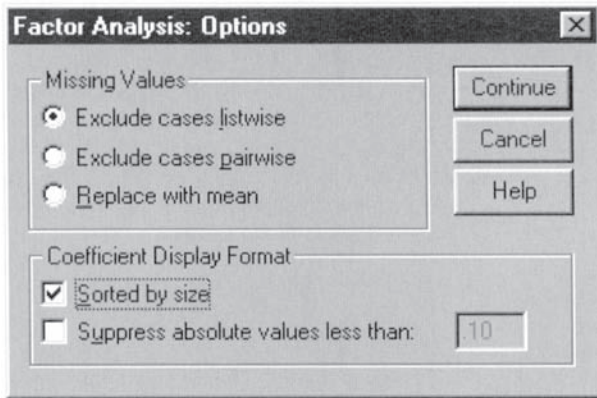 Factor Analysis: Options
Missing Values
Exclude cases listwise
Exclude cases pairwise
Replace with mean
Continue
Cancel
Help
Coefficient Display Format
Sorted by size
Suppress absolute values less than:
.10